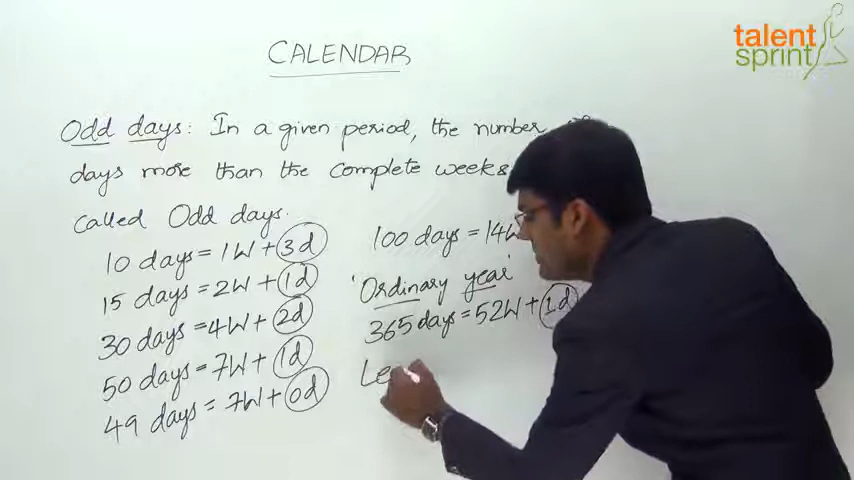 talent
sprint
CALENDAR
Odd days: In a given period, the number
days more than the complete weeks
called Odd days.
10 days = 1W + 3d
15 days = 2W + 1d
30 days = 4W + 2d
50 days = 7W + 1d
49 days = 7W + 0d
100 days = 14W
'Ordinary year'
365 days = 52W + 1d
Le